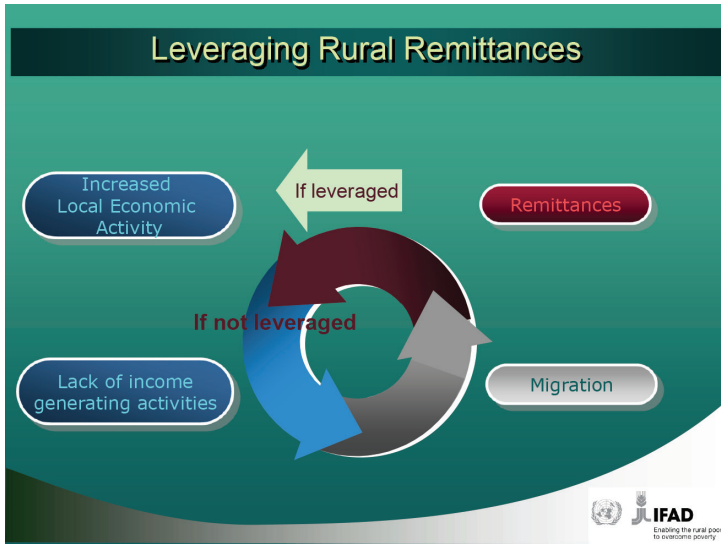 Leveraging Rural Remittances
Increased
Local Economic
Activity
If leveraged
Remittances
If not leveraged
Lack of income
generating activities
Migration
IFAD
Enabling the rural poor
to overcome poverty